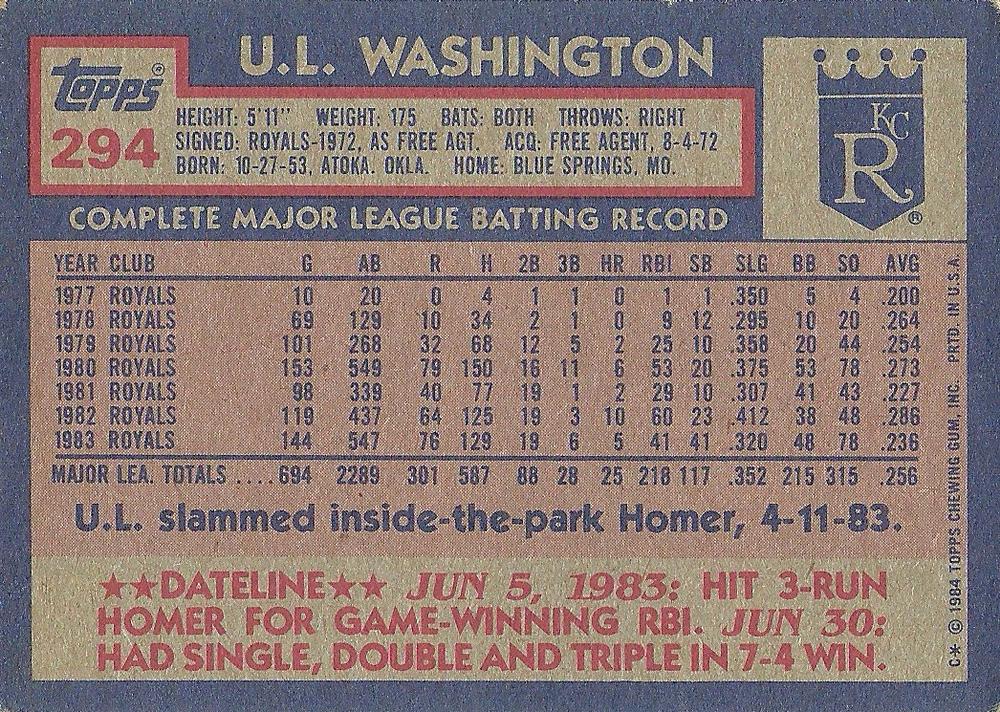 U.L. WASHINGTON
TOPPS®
294
HEIGHT: 5'11" WEIGHT: 175 BATS: BOTH THROWS: RIGHT
SIGNED: ROYALS-1972, AS FREE AGT. ACQ: FREE AGENT, 8-4-72
BORN: 10-27-53, ATOKA. OKLA. HOME: BLUE SPRINGS, MO.
KC
R®
COMPLETE MAJOR LEAGUE BATTING RECORD
YEAR CLUB G AB R H 2B 3B HR RBI SB SLG BB SO AVG
1977 ROYALS 10 20 0 4 1 1 0 1 1 .350 5 4 .200
1978 ROYALS 69 129 10 34 2 1 0 9 12 .295 10 20 .264
1979 ROYALS 101 268 32 68 12 5 2 25 10 .358 20 44 .254
1980 ROYALS 153 549 79 150 16 11 6 53 20 .375 53 78 .273
1981 ROYALS 98 339 40 77 19 1 2 29 10 .307 41 43 .227
1982 ROYALS 119 437 64 125 19 3 10 60 23 .412 38 48 .286
1983 ROYALS 144 547 76 129 19 6 5 41 41 .320 48 78 .236
MAJOR LEA. TOTALS ....694 2289 301 587 88 28 25 218 117 .352 215 315 .256
U.L. slammed inside-the-park Homer, 4-11-83.
★★DATELINE★★ JUN 5, 1983: HIT 3-RUN
HOMER FOR GAME-WINNING RBI. JUN 30:
HAD SINGLE, DOUBLE AND TRIPLE IN 7-4 WIN.
C* © 1984 TOPPS CHEWING GUM, INC. PRTD. IN U.S.A.